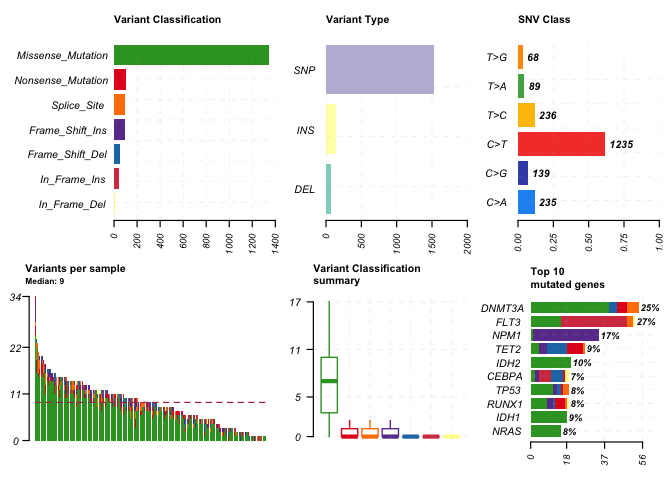 Variant Classification
Missense_Mutation
Nonsense_Mutation
Splice_Site
Frame_Shift_Ins
Frame_Shift_Del
In_Frame_Ins
In_Frame_Del
0
200
400
600
800
1000
1200
1400
Variant Type
SNP
INS
DEL
0
500
1000
1500
2000
SNV Class
T>G 68
T>A 89
T>C 236
C>T 1235
C>G 139
C>A 235
0.00
0.25
0.50
0.75
1.00
Variants per sample
Median: 9
34
22
11
0
Variant Classification
summary
17
11
5
0
Top 10
mutated genes
DNMT3A 25%
FLT3 27%
NPM1 17%
TET2 9%
IDH2 10%
CEBPA 7%
TP53 8%
RUNX1 8%
IDH1 9%
NRAS 8%
0
18
37
56